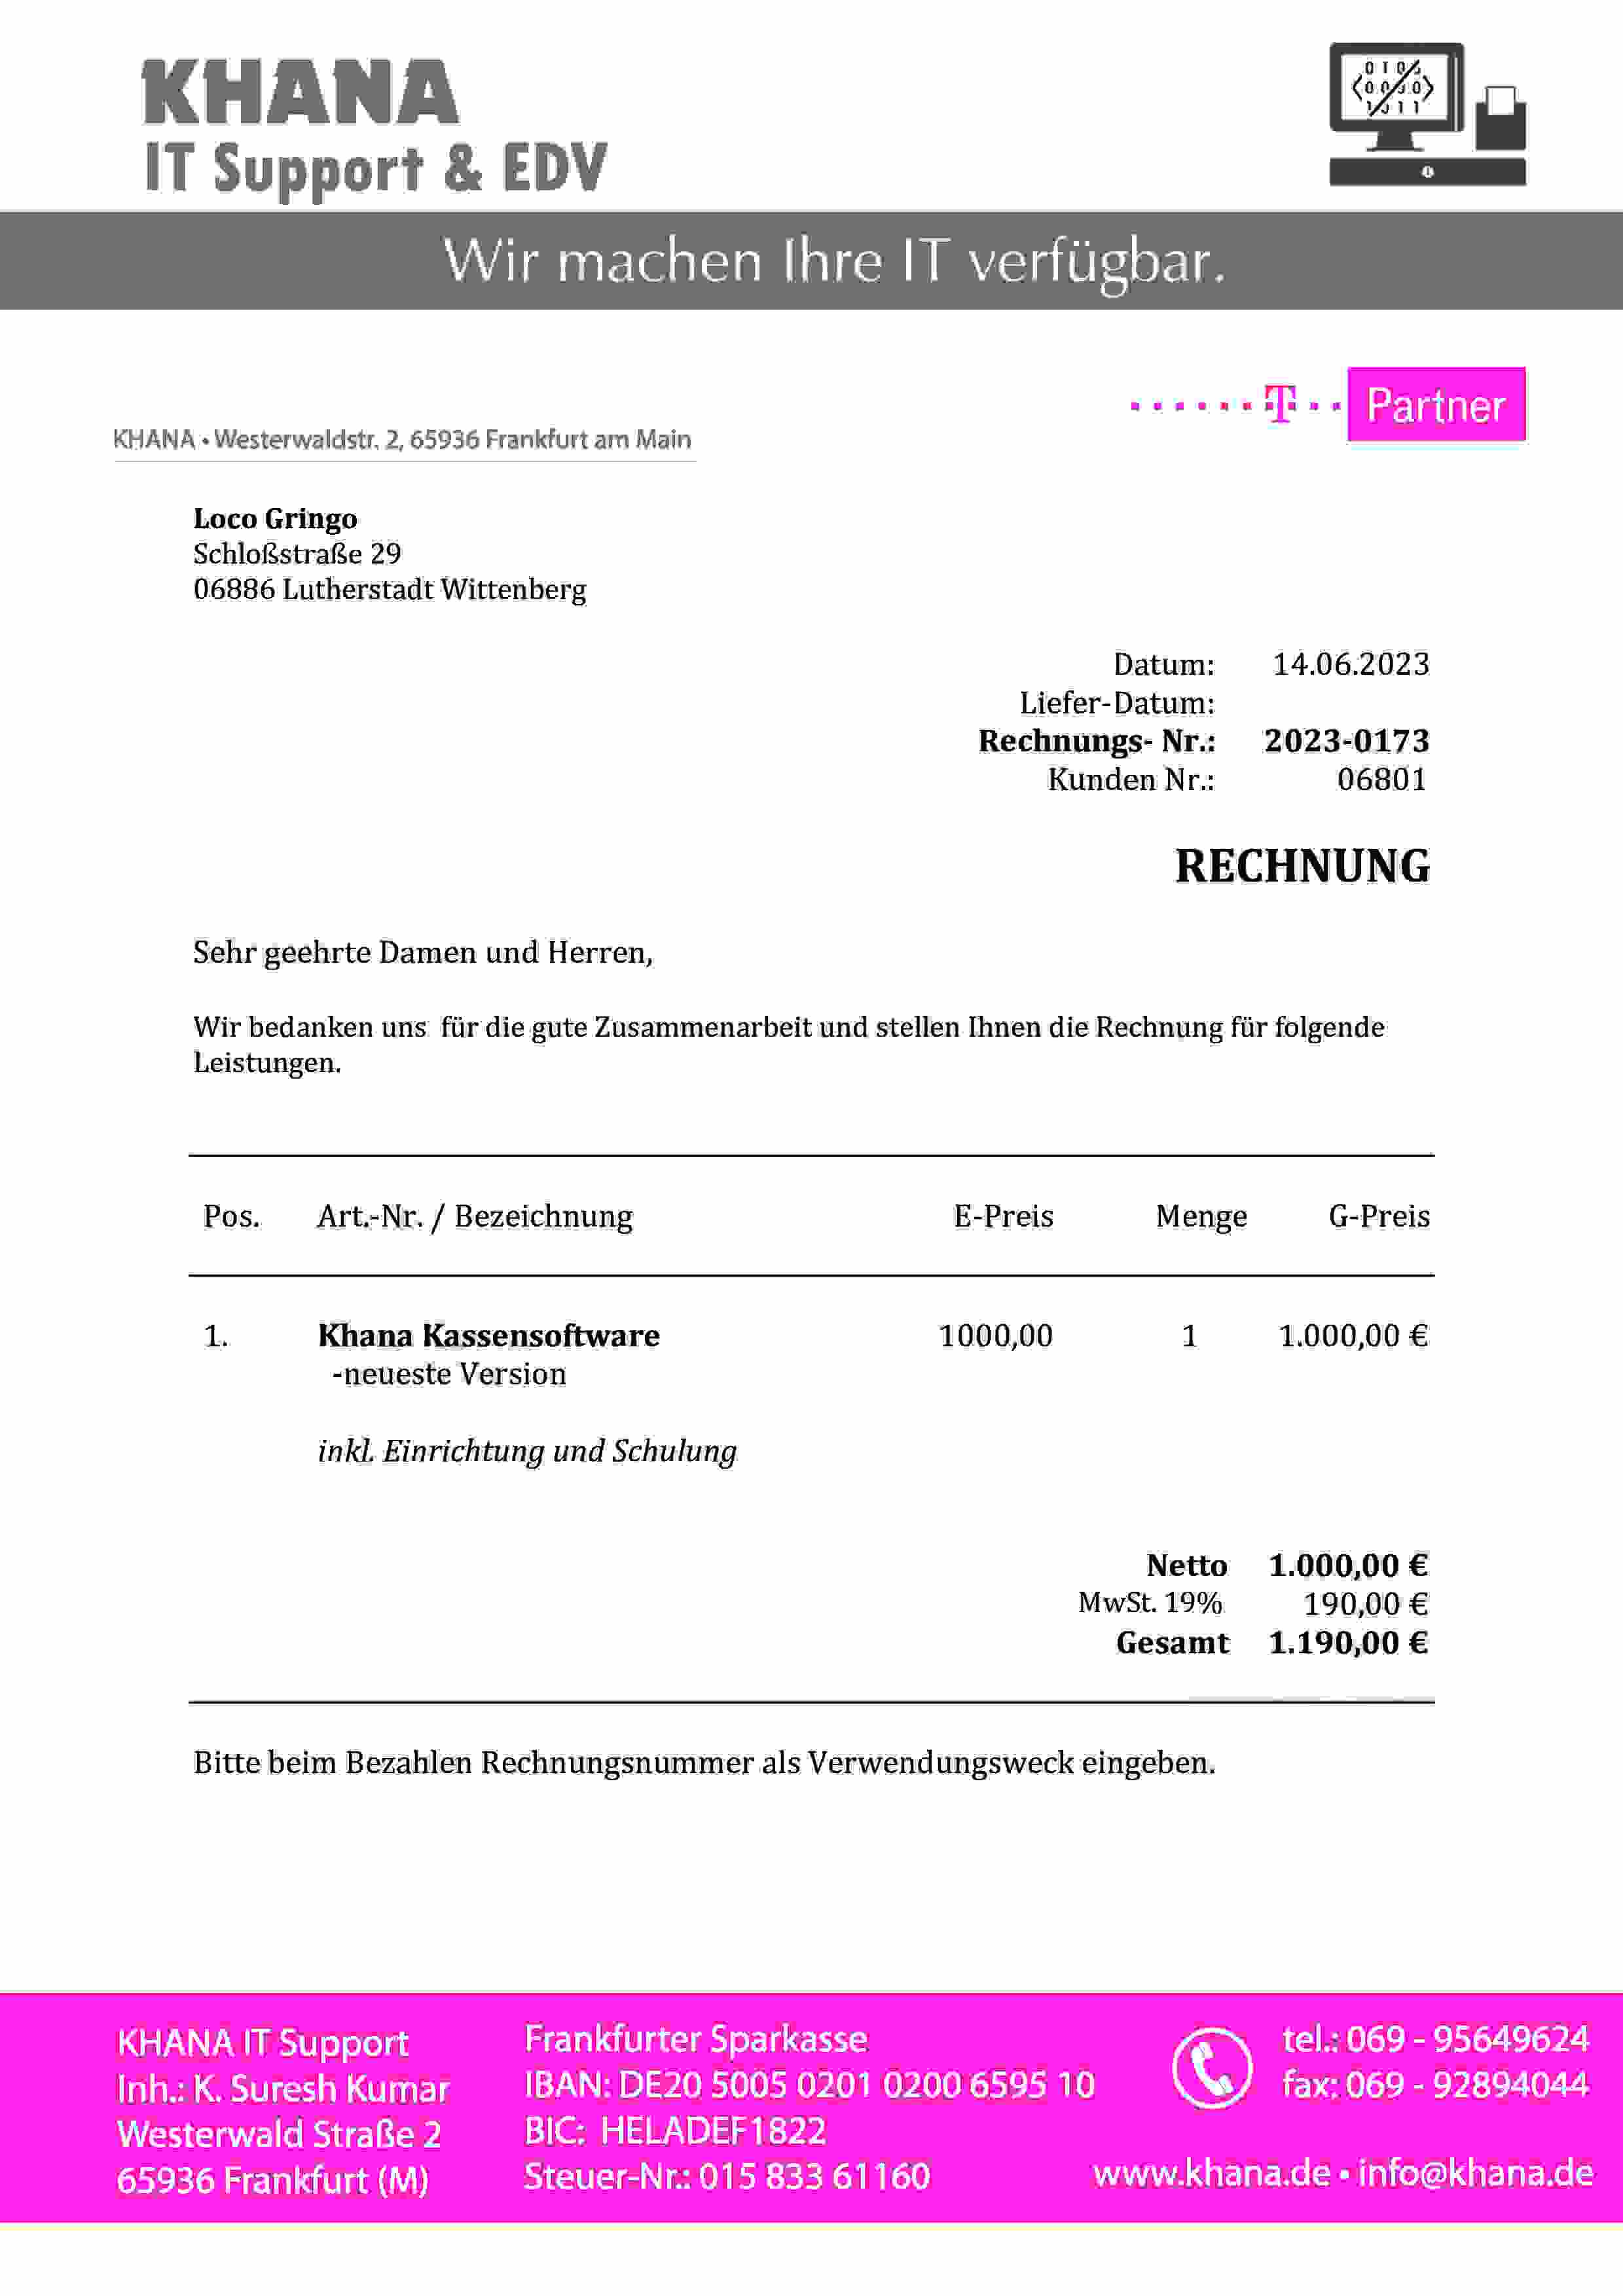 KHANA
IT Support & EDV
Wir machen Ihre IT verfügbar.
T Partner
KHANA • Westerwaldstr. 2, 65936 Frankfurt am Main
Loco Gringo
Schloßstraße 29
06886 Lutherstadt Wittenberg
Datum: 14.06.2023
Liefer-Datum:
Rechnungs- Nr.: 2023-0173
Kunden Nr.: 06801
RECHNUNG
Sehr geehrte Damen und Herren,
Wir bedanken uns für die gute Zusammenarbeit und stellen Ihnen die Rechnung für folgende
Leistungen.
Pos. Art.-Nr. / Bezeichnung E-Preis Menge G-Preis
1. Khana Kassensoftware 1000,00 1 1.000,00 €
-neueste Version
inkl. Einrichtung und Schulung
Netto 1.000,00 €
MwSt. 19% 190,00 €
Gesamt 1.190,00 €
Bitte beim Bezahlen Rechnungsnummer als Verwendungsweck eingeben.
KHANA IT Support
Inh.: K. Suresh Kumar
Westerwald Straße 2
65936 Frankfurt (M)
Frankfurter Sparkasse
IBAN: DE20 5005 0201 0200 6595 10
BIC: HELADEF1822
Steuer-Nr.: 015 833 61160
tel.: 069 - 95649624
fax: 069 - 92894044
www.khana.de • info@khana.de